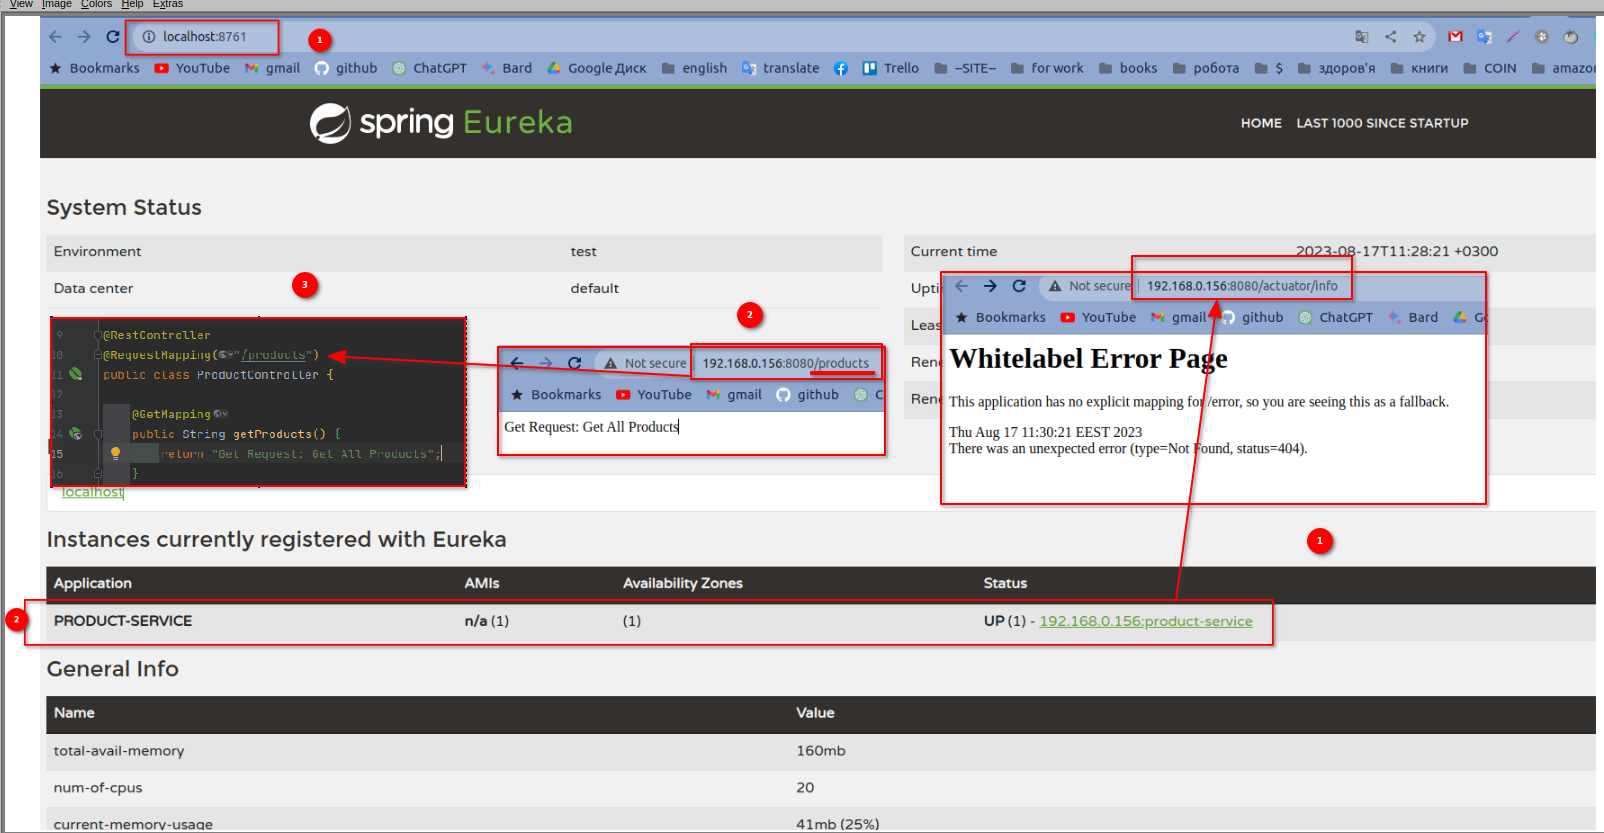 View Image Colors Help Extras
localhost:8761
1
Bookmarks YouTube gmail github ChatGPT Bard Google Диск english translate Trello --SITE-- for work books робота $ здоров'я книги COIN amazon
spring Eureka
HOME LAST 1000 SINCE STARTUP
System Status
Environment test
Data center default
Current time 2023-08-17T11:28:21 +0300
3
2
9 @RestController
10 @RequestMapping("/products")
11 public class ProductController {
12
13 @GetMapping
14 public String getProducts() {
15 return "Get Request: Get All Products";
16 }
localhost
Not secure 192.168.0.156:8080/products
Bookmarks YouTube gmail github C
Get Request: Get All Products
Not secure 192.168.0.156:8080/actuator/info
Bookmarks YouTube gmail github ChatGPT Bard
Whitelabel Error Page
This application has no explicit mapping for /error, so you are seeing this as a fallback.
Thu Aug 17 11:30:21 EEST 2023
There was an unexpected error (type=Not Found, status=404).
1
Instances currently registered with Eureka
Application AMIs Availability Zones Status
2
PRODUCT-SERVICE n/a (1) (1) UP (1) - 192.168.0.156:product-service
General Info
Name Value
total-avail-memory 160mb
num-of-cpus 20
current-memory-usage 41mb (25%)